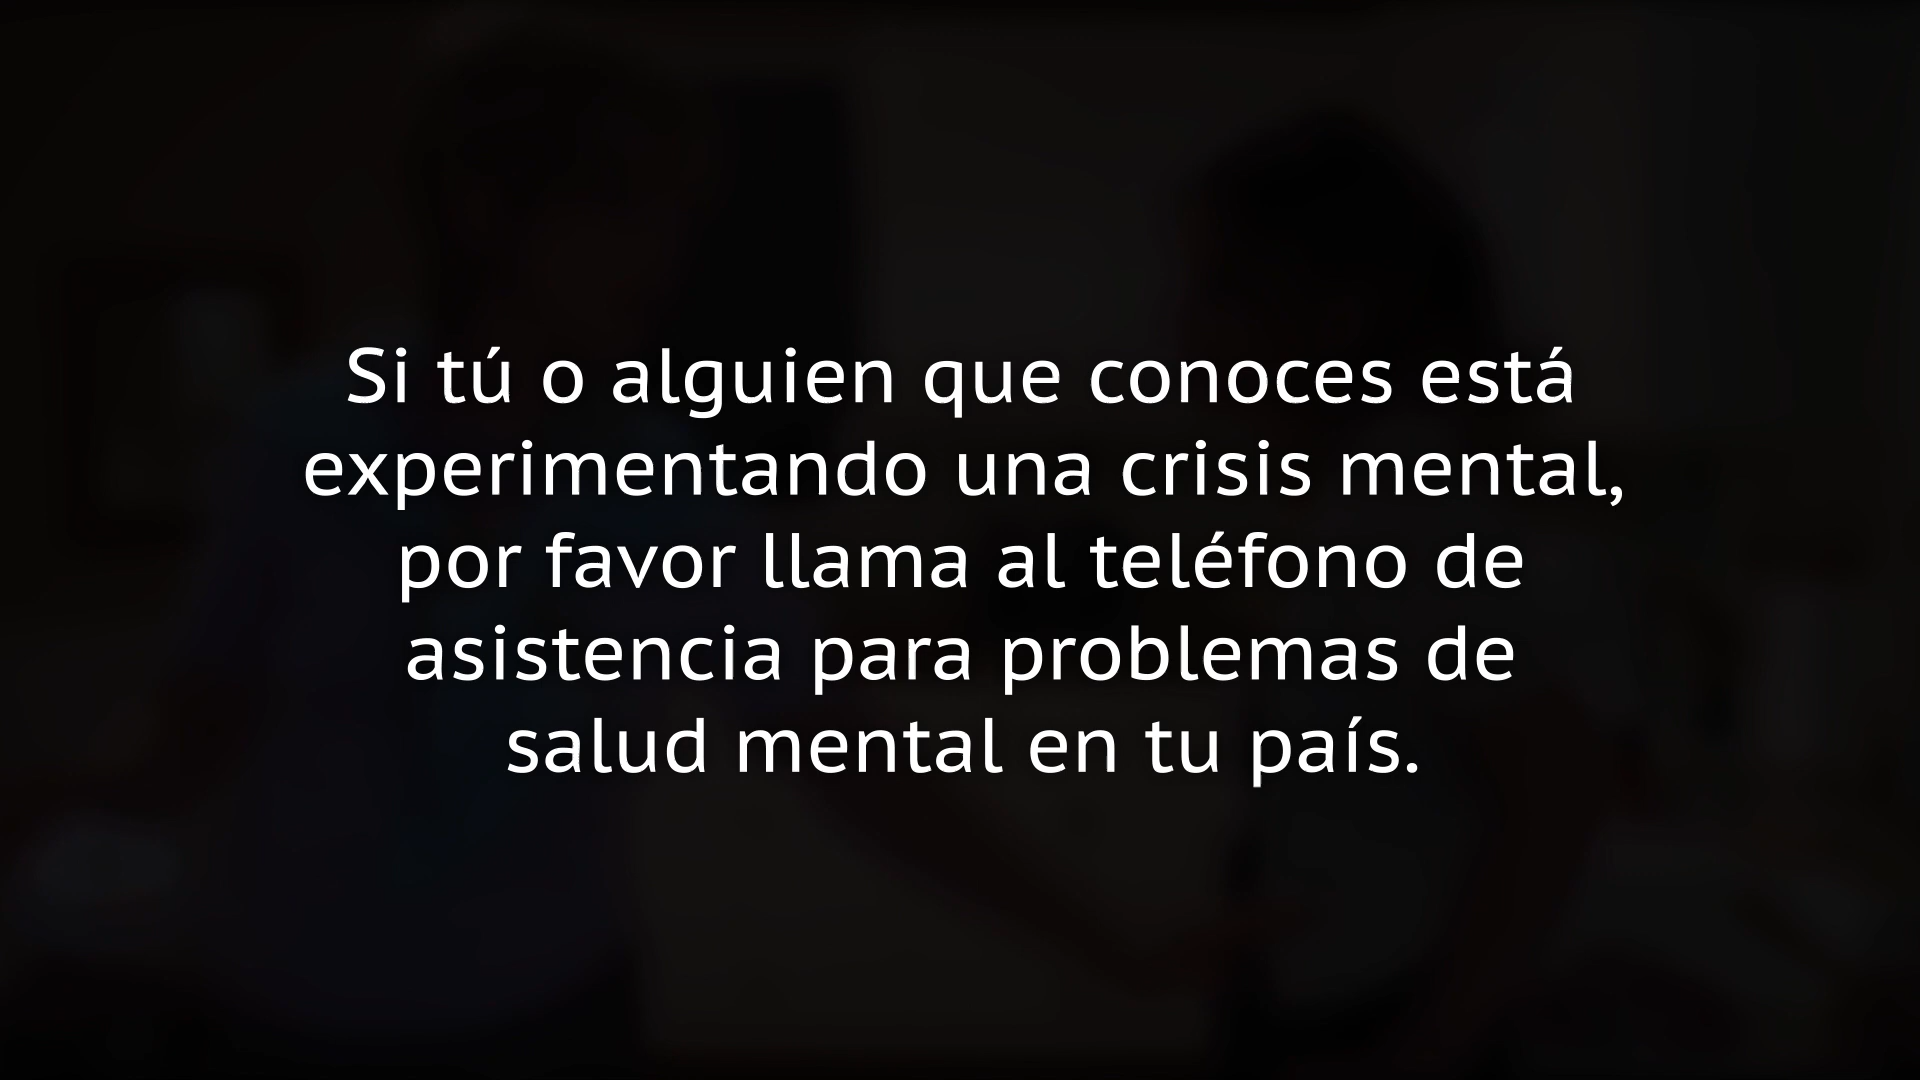 Si tú o alguien que conoces está
experimentando una crisis mental,
por favor llama al teléfono de
asistencia para problemas de
salud mental en tu país.